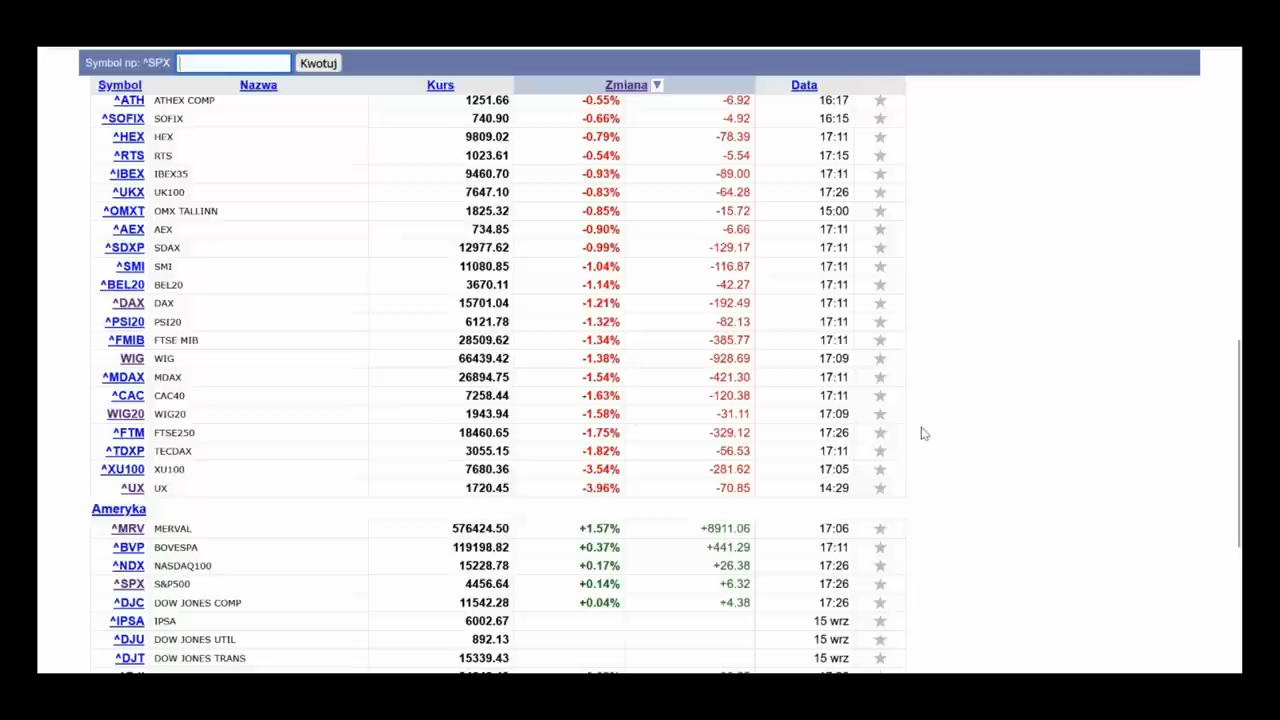 Symbol np: ^SPX Kwotuj
Symbol Nazwa Kurs Zmiana ▼ Data
^ATH ATHEX COMP 1251.66 -0.55% -6.92 16:17
^SOFIX SOFIX 740.90 -0.66% -4.92 16:15
^HEX HEX 9809.02 -0.79% -78.39 17:11
^RTS RTS 1023.61 -0.54% -5.54 17:15
^IBEX IBEX35 9460.70 -0.93% -89.00 17:11
^UKX UK100 7647.10 -0.83% -64.28 17:26
^OMXT OMX TALLINN 1825.32 -0.85% -15.72 15:00
^AEX AEX 734.85 -0.90% -6.66 17:11
^SDXP SDAX 12977.62 -0.99% -129.17 17:11
^SMI SMI 11080.85 -1.04% -116.87 17:11
^BEL20 BEL20 3670.11 -1.14% -42.27 17:11
^DAX DAX 15701.04 -1.21% -192.49 17:11
^PSI20 PSI20 6121.78 -1.32% -82.13 17:11
^FMIB FTSE MIB 28509.62 -1.34% -385.77 17:11
WIG WIG 66439.42 -1.38% -928.69 17:09
^MDAX MDAX 26894.75 -1.54% -421.30 17:11
^CAC CAC40 7258.44 -1.63% -120.38 17:11
WIG20 WIG20 1943.94 -1.58% -31.11 17:09
^FTM FTSE250 18460.65 -1.75% -329.12 17:26
^TDXP TECDAX 3055.15 -1.82% -56.53 17:11
^XU100 XU100 7680.36 -3.54% -281.62 17:05
^UX UX 1720.45 -3.96% -70.85 14:29
Ameryka
^MRV MERVAL 576424.50 +1.57% +8911.06 17:06
^BVP BOVESPA 119198.82 +0.37% +441.29 17:11
^NDX NASDAQ100 15228.78 +0.17% +26.38 17:26
^SPX S&P500 4456.64 +0.14% +6.32 17:26
^DJC DOW JONES COMP 11542.28 +0.04% +4.38 17:26
^IPSA IPSA 6002.67 15 wrz
^DJU DOW JONES UTIL 892.13 15 wrz
^DJT DOW JONES TRANS 15339.43 15 wrz